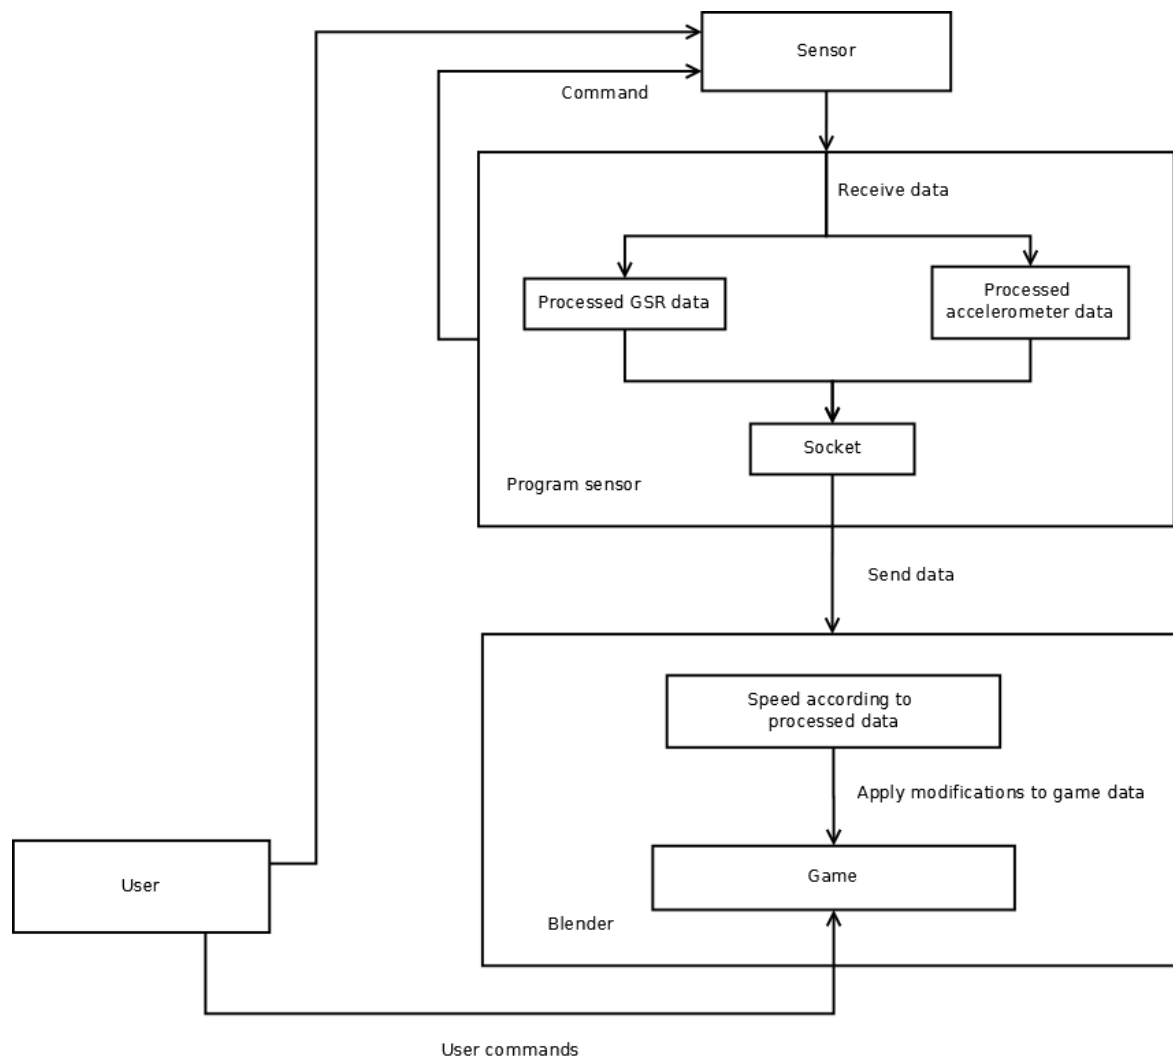 Sensor
Command
Receive data
Processed GSR data
Processed
accelerometer data
Socket
Program sensor
Send data
Speed according to
processed data
Apply modifications to game data
User
Game
Blender
User commands